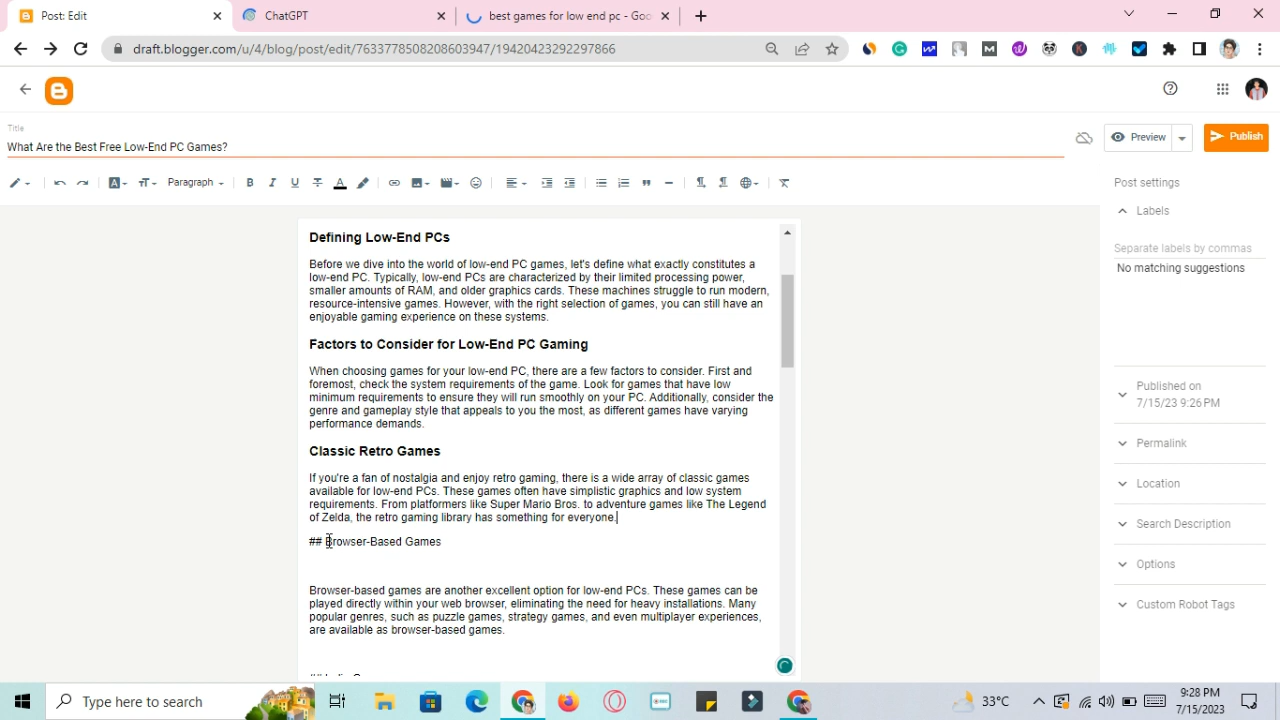 Post: Edit
ChatGPT
best games for low end pc - Goo
draft.blogger.com/u/4/blog/post/edit/7633778508200603947/19420423292297866
Title
What Are the Best Free Low-End PC Games?
Preview
Publish
Paragraph
Post settings
Labels
Separate labels by commas
No matching suggestions
Defining Low-End PCs
Before we dive into the world of low-end PC games, let's define what exactly constitutes a
low-end PC. Typically, low-end PCs are characterized by their limited processing power,
smaller amounts of RAM, and older graphics cards. These machines struggle to run modern,
resource-intensive games. However, with the right selection of games, you can still have an
enjoyable gaming experience on these systems.
Factors to Consider for Low-End PC Gaming
When choosing games for your low-end PC, there are a few factors to consider. First and
foremost, check the system requirements of the game. Look for games that have low
minimum requirements to ensure they will run smoothly on your PC. Additionally, consider the
genre and gameplay style that appeals to you the most, as different games have varying
performance demands.
Classic Retro Games
If you're a fan of nostalgia and enjoy retro gaming, there is a wide array of classic games
available for low-end PCs. These games often have simplistic graphics and low system
requirements. From platformers like Super Mario Bros. to adventure games like The Legend
of Zelda, the retro gaming library has something for everyone.
## Browser-Based Games
Browser-based games are another excellent option for low-end PCs. These games can be
played directly within your web browser, eliminating the need for heavy installations. Many
popular genres, such as puzzle games, strategy games, and even multiplayer experiences,
are available as browser-based games.
Published on
7/15/23 9:26 PM
Permalink
Location
Search Description
Options
Custom Robot Tags
Type here to search
33°C
9:28 PM
7/15/2023